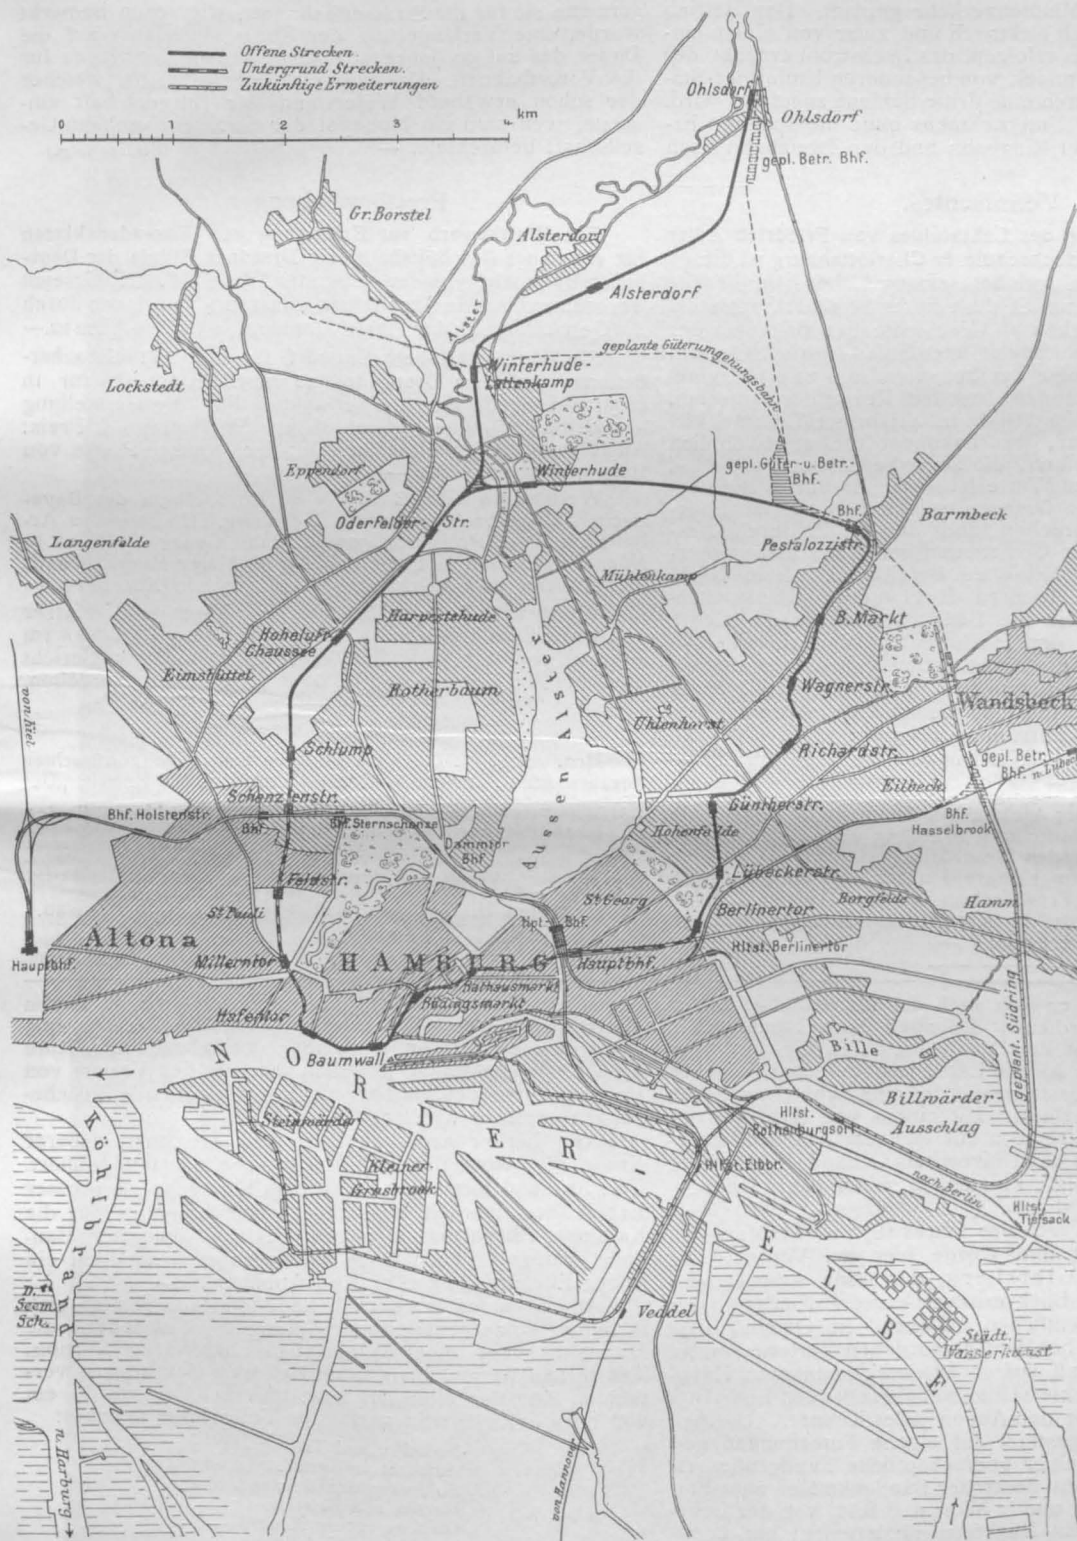 Offene Strecken.
Untergrund Strecken.
Zukünftige Erweiterungen
0 1 2 3 4 km
Ohlsdorf
Ohlsdorf
gepl. Betr. Bhf.
Gr. Borstel
Alsterdorf
Alsterdorf
Alster
geplante Güterumgehungsbahn
Winterhude-
Lattenkamp
Lockstedt
Eppendorf
Winterhude
gepl. Güter- u. Betr.-
Bhf.
Oderfelder-
Str.
Bhf.
Barmbeck
Langenfelde
Pestalozzistr.
Mühlenkamp
Harvestehude
B. Markt
Hoheluft
Chaussee
Eimsbüttel
Rotherbaum
Wagnerstr.
Wandsbeck
von Kiel
Aussen Alster
Uhlenhorst
Richardstr.
Schlump
gepl. Betr.
Bhf.
n. Lübeck
Eilbeck
Schanzenstr.
Güntherstr.
Bhf. Holstenstr.
Bhf.
Bhf. Sternschanze
Bhf.
Hasselbrook
Hohenfelde
Dammtor
Bhf.
Lübeckerstr.
Feldstr.
St. Georg
Borgfelde
Hamm
St. Pauli
Berlinertor
Altona
Hpt.-Bhf.
Hltst. Berlinertor
Hauptbhf.
Millerntor
HAMBURG
Hauptbhf.
Rathausmarkt
Rödingsmarkt
Hafentor
geplant. Südring
Baumwall
Bille
NORDER-ELBE
Billwärder-
Ausschlag
Steinwärder
Hltst.
Rothenburgsort
Köhlbrand
Kleiner-
Grasbrook
Hltst. Elbbr.
nach Berlin
Hltst.
Tiefsack
D.
Seem.
Sch.
Veddel
Städt.
Wasserkunst
n. Harburg
von Hannover